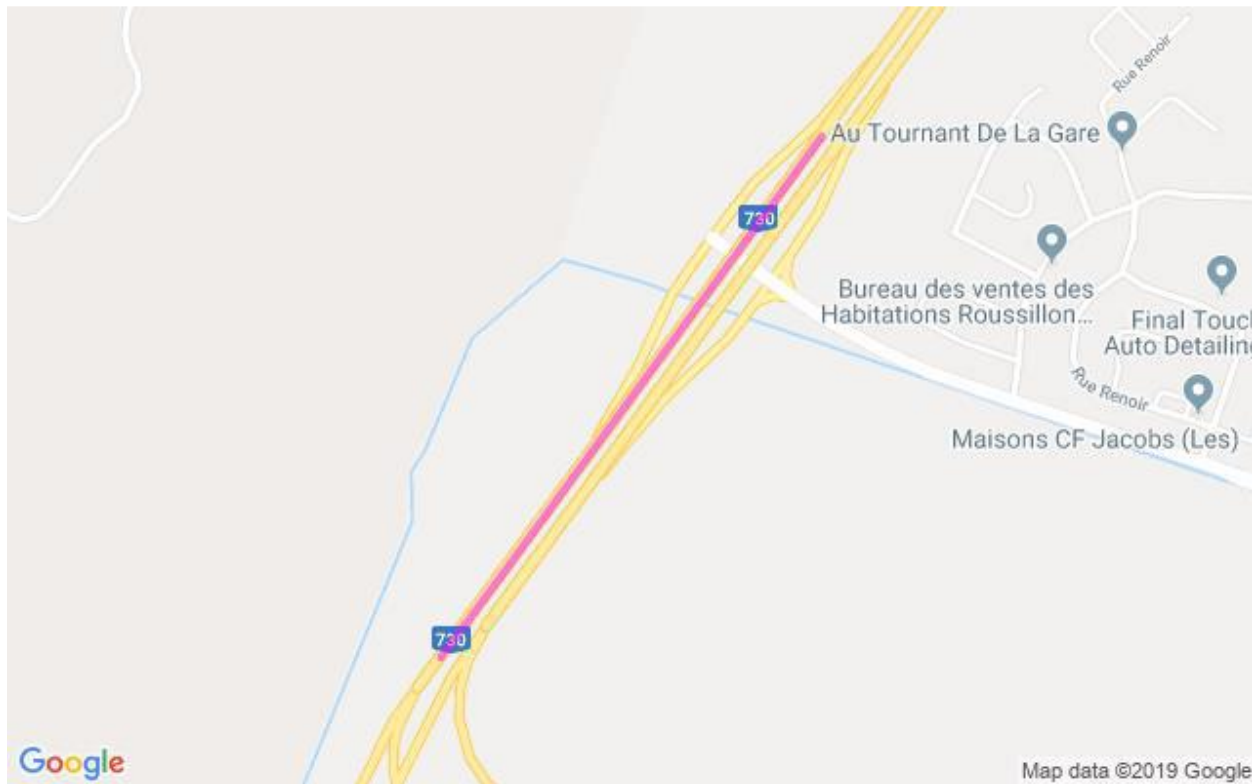 Rue Renoir
Au Tournant De La Gare
730
Bureau des ventes des
Habitations Roussillon...
Final Touch
Auto Detailing
Rue Renoir
Maisons CF Jacobs (Les)
730
Google
Map data ©2019 Google